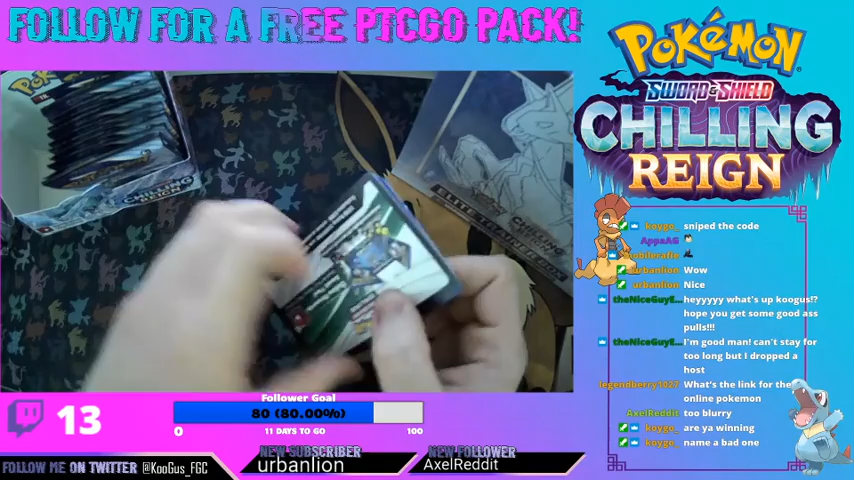 FOLLOW FOR A FREE PTCGO PACK!
POKéMON
SWORD & SHIELD
CHILLING
REIGN
CHILLING REIGN
koygo_ sniped the code
AppaAG
urbanlion Wow
urbanlion Nice
theNiceGuyE... heyyyyy what's up koogus!?
hope you get some good ass
pulls!!!
theNiceGuyE... I'm good man! can't stay for
too long but I dropped a
host
legendberry1027 What's the link for the
online pokemon
AxelReddit too blurry
koygo_ are ya winning
koygo_ name a bad one
Follower Goal
80 (80.00%)
0 11 DAYS TO GO 100
13
FOLLOW ME ON TWITTER @KooGus_FGC
NEW SUBSCRIBER
urbanlion
NEW FOLLOWER
AxelReddit